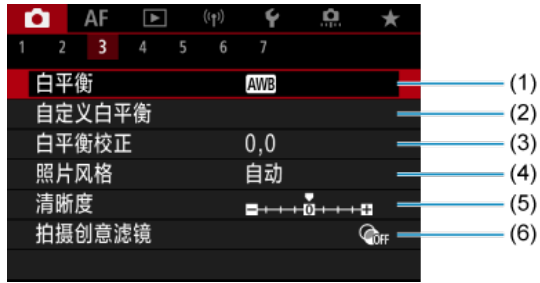 AF
1 2 3 4 5 6 7
白平衡 AWB (1)
自定义白平衡 (2)
白平衡校正 0,0 (3)
照片风格 自动 (4)
清晰度 0 (5)
拍摄创意滤镜 OFF (6)